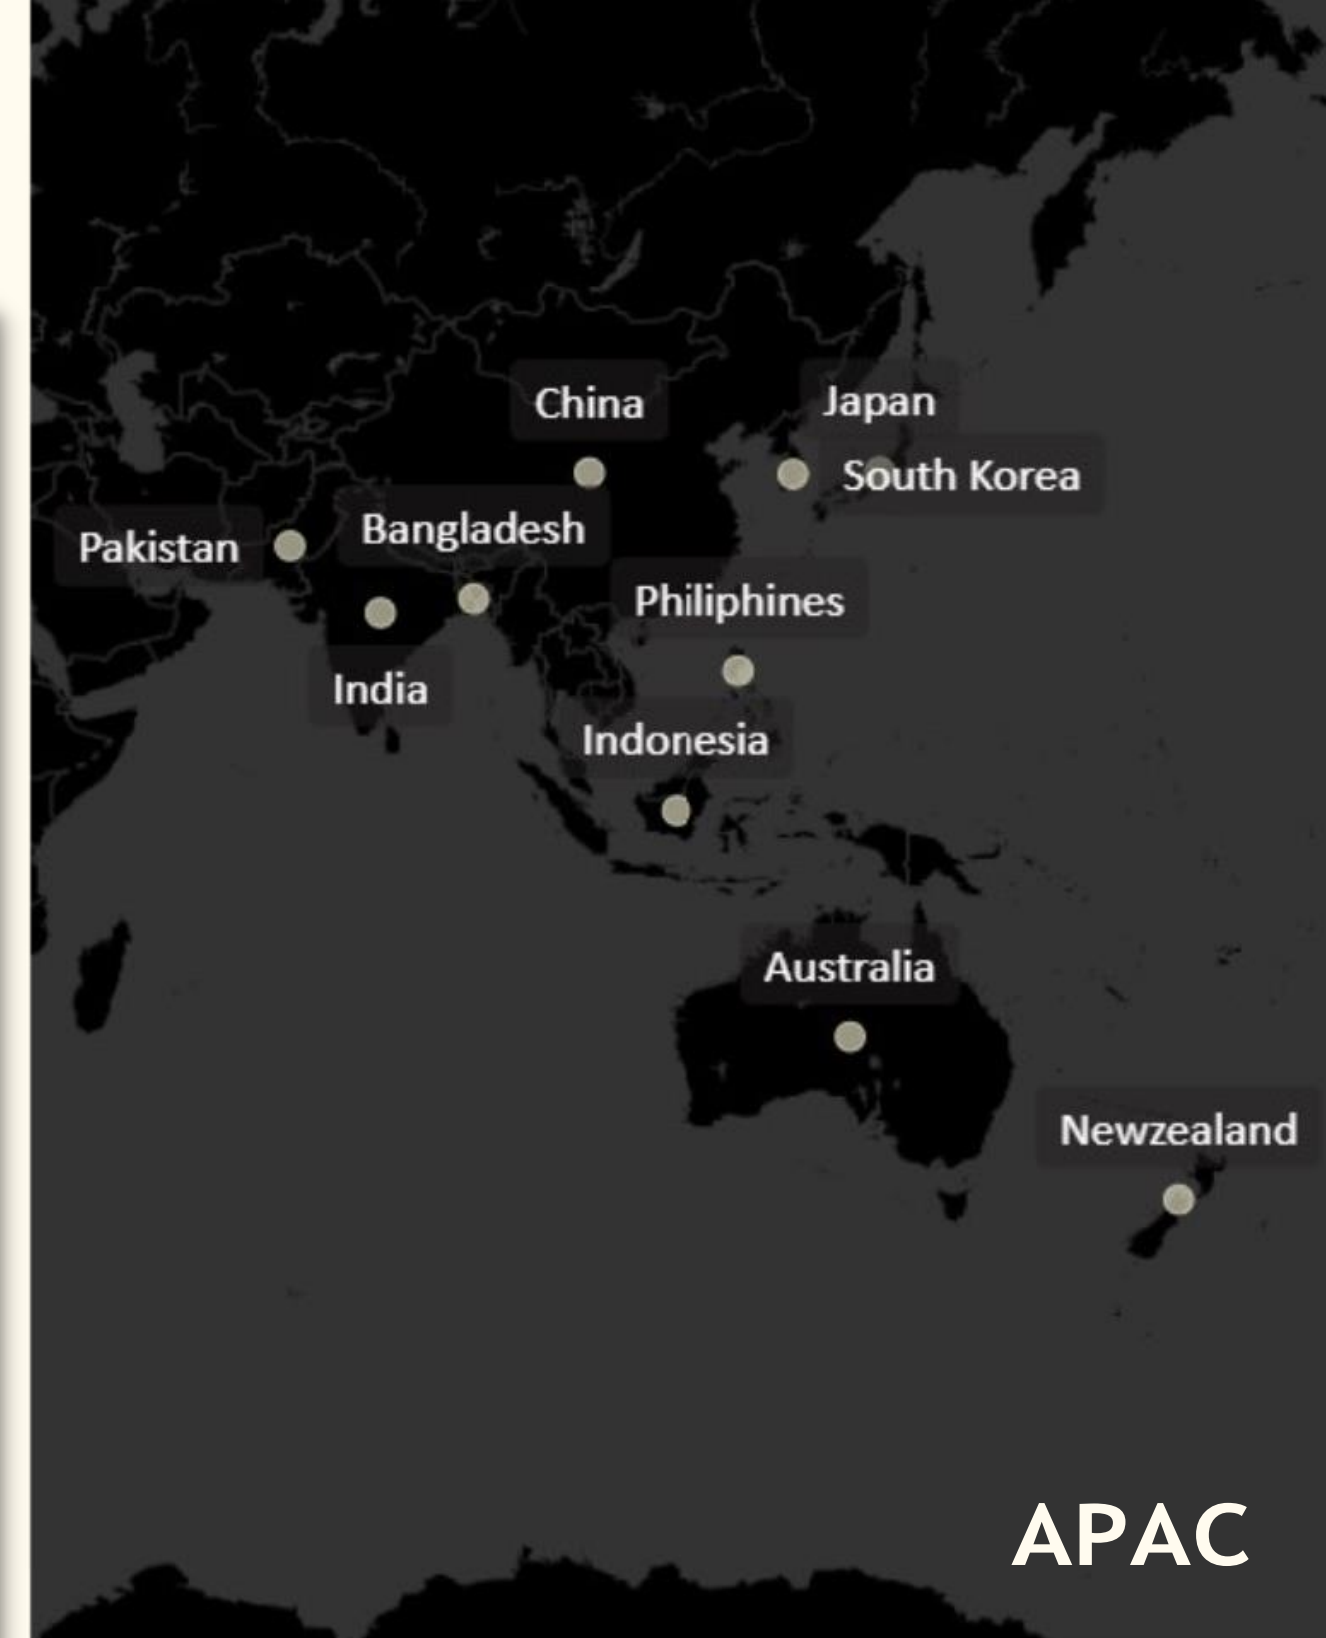 China
Japan
South Korea
Bangladesh
Pakistan
Philiphines
India
Indonesia
Australia
Newzealand
APAC